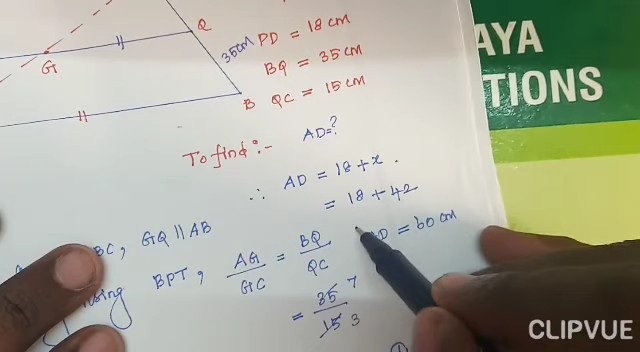 Q
35cm
G
B
PD = 18 cm
BQ = 35 cm
QC = 15 cm
AYA
TIONS
To find :- AD=?
∴ AD = 18 + x .
= 18 + 42
AD = 60 cm
BC, GQ || AB
using BPT, AG/GC = BQ/QC
= 35/15 7/3
CLIPVUE